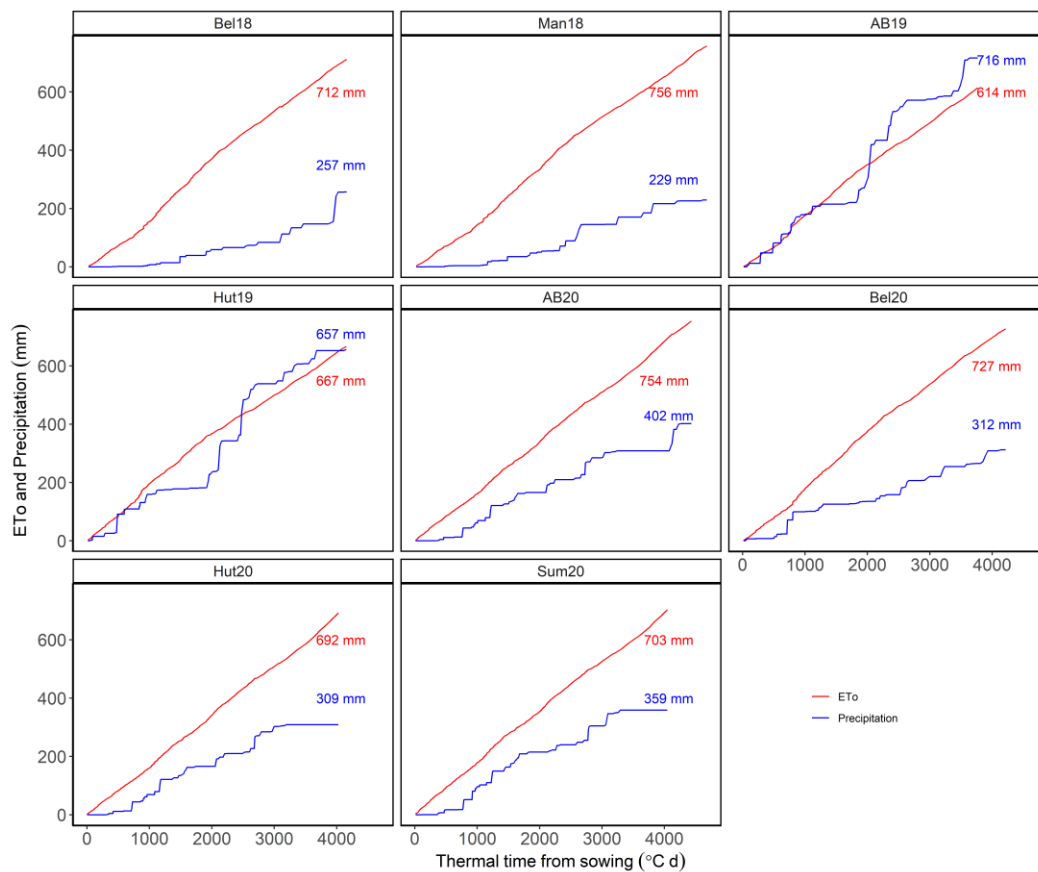 Bel18
Man18
AB19
712 mm
257 mm
756 mm
229 mm
716 mm
614 mm
0
200
400
600
Hut19
AB20
Bel20
657 mm
667 mm
754 mm
402 mm
727 mm
312 mm
0
200
400
600
0 1000 2000 3000 4000
Hut20
Sum20
692 mm
309 mm
703 mm
359 mm
0
200
400
600
0 1000 2000 3000 4000
0 1000 2000 3000 4000
ETo and Precipitation (mm)
Thermal time from sowing (°C d)
ETo
Precipitation